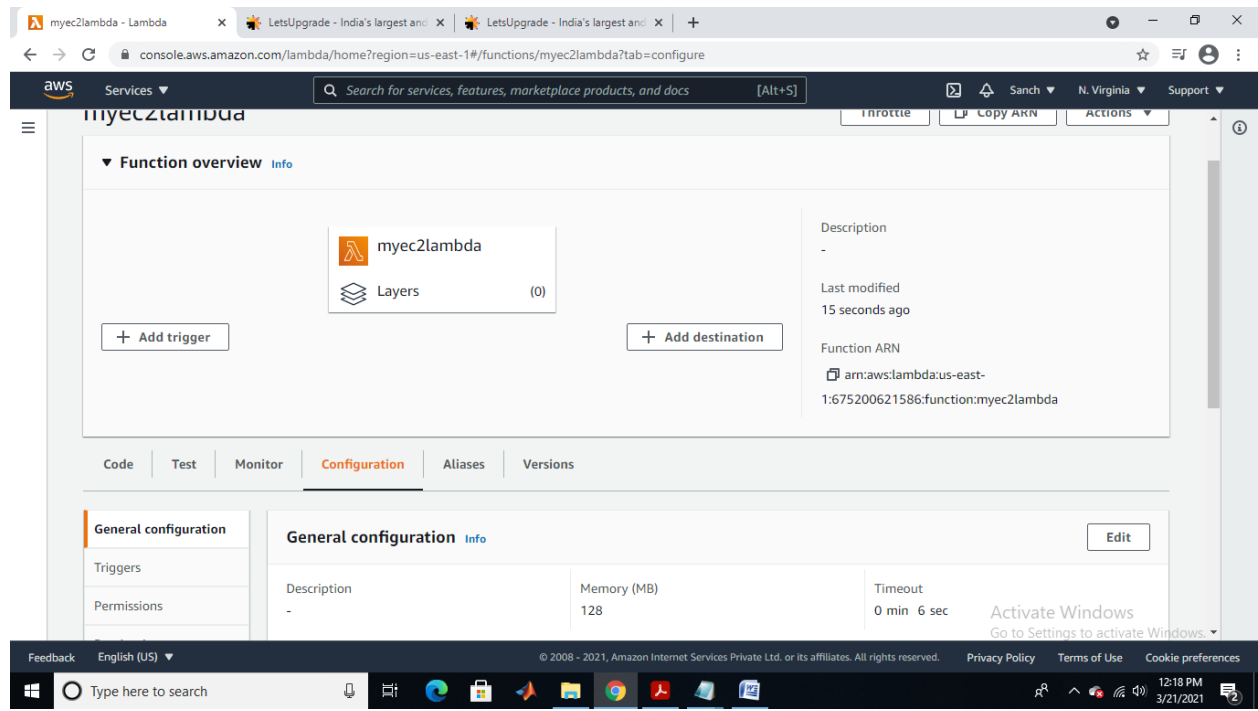 myec2lambda - Lambda
LetsUpgrade - India's largest and
LetsUpgrade - India's largest and
console.aws.amazon.com/lambda/home?region=us-east-1#/functions/myec2lambda?tab=configure
aws Services ▼ Search for services, features, marketplace products, and docs [Alt+S] Sanch ▼ N. Virginia ▼ Support ▼
myec2lambda Throttle Copy ARN Actions ▼
▼ Function overview Info
myec2lambda
Layers (0)
+ Add trigger
+ Add destination
Description
-
Last modified
15 seconds ago
Function ARN
arn:aws:lambda:us-east-
1:675200621586:function:myec2lambda
Code Test Monitor Configuration Aliases Versions
General configuration
Triggers
Permissions
General configuration Info Edit
Description Memory (MB) Timeout
- 128 0 min 6 sec
Activate Windows
Go to Settings to activate Windows.
Feedback English (US) ▼ © 2008 - 2021, Amazon Internet Services Private Ltd. or its affiliates. All rights reserved. Privacy Policy Terms of Use Cookie preferences
Type here to search
12:18 PM
3/21/2021
2